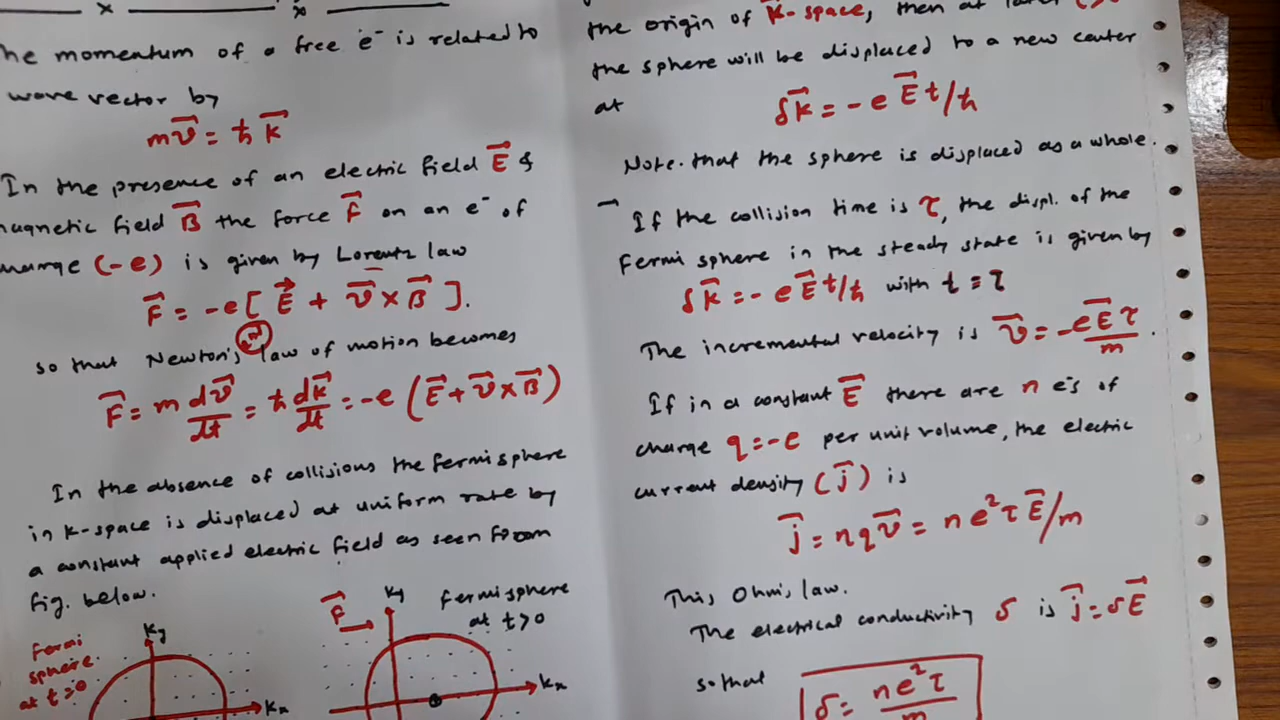 he momentum of a free e⁻ is related to
wave vector by
mv⃗ = ħ k⃗
In the presence of an electric field E⃗ &
magnetic field B⃗ the force F⃗ on an e⁻ of
charge (-e) is given by Lorentz law
F⃗ = -e [ E⃗ + v⃗ × B⃗ ].
so that Newton's 2nd law of motion becomes
F⃗ = m dv⃗/dt = ħ dk⃗/dt = -e (E⃗ + v⃗ × B⃗)
In the absence of collisions the fermisphere
in k-space is displaced at uniform rate by
a constant applied electric field as seen from
fig. below.
fermi
sphere.
at t=0
ky
kx
F⃗
ky
fermisphere
at t>0
kx
the origin of k⃗-space, then at later
the sphere will be displaced to a new center
at
δk⃗ = -e E⃗ t/ħ
Note. that the sphere is displaced as a whole.
If the collision time is τ, the displ. of the
fermi sphere in the steady state is given by
δk⃗ = - e E⃗ t/ħ with t = τ
The incremental velocity is v⃗ = -eE⃗τ/m .
If in a constant E⃗ there are n e's of
charge q = -e per unit volume, the electric
current density (j⃗) is
j⃗ = nqv⃗ = ne²τE⃗/m
This, Ohm's law.
The electrical conductivity σ is j⃗ = σE⃗
so that
σ = ne²τ/m